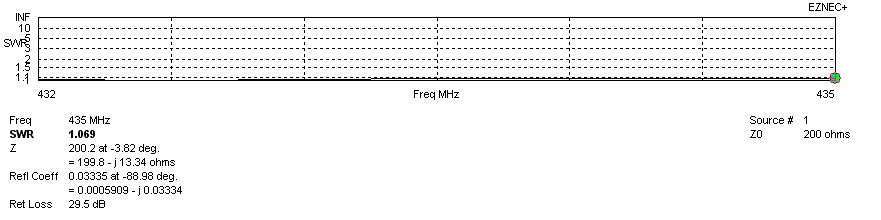 EZNEC+
INF
10
5
3
SWR
2
1.5
1.1
1
432
Freq MHz
435
Freq 435 MHz
Source # 1
SWR 1.069
Z0 200 ohms
Z 200.2 at -3.82 deg.
= 199.8 - j 13.34 ohms
Refl Coeff 0.03335 at -88.98 deg.
= 0.0005909 - j 0.03334
Ret Loss 29.5 dB